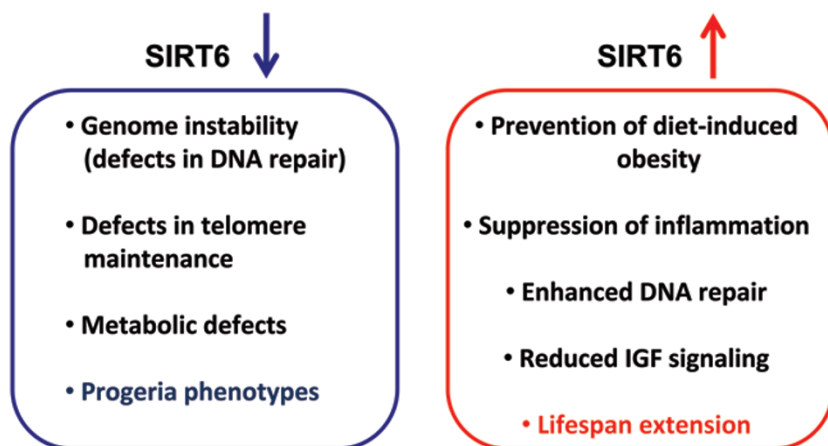 SIRT6
• Genome instability
(defects in DNA repair)
• Defects in telomere
maintenance
• Metabolic defects
• Progeria phenotypes
SIRT6
• Prevention of diet-induced
obesity
• Suppression of inflammation
• Enhanced DNA repair
• Reduced IGF signaling
• Lifespan extension